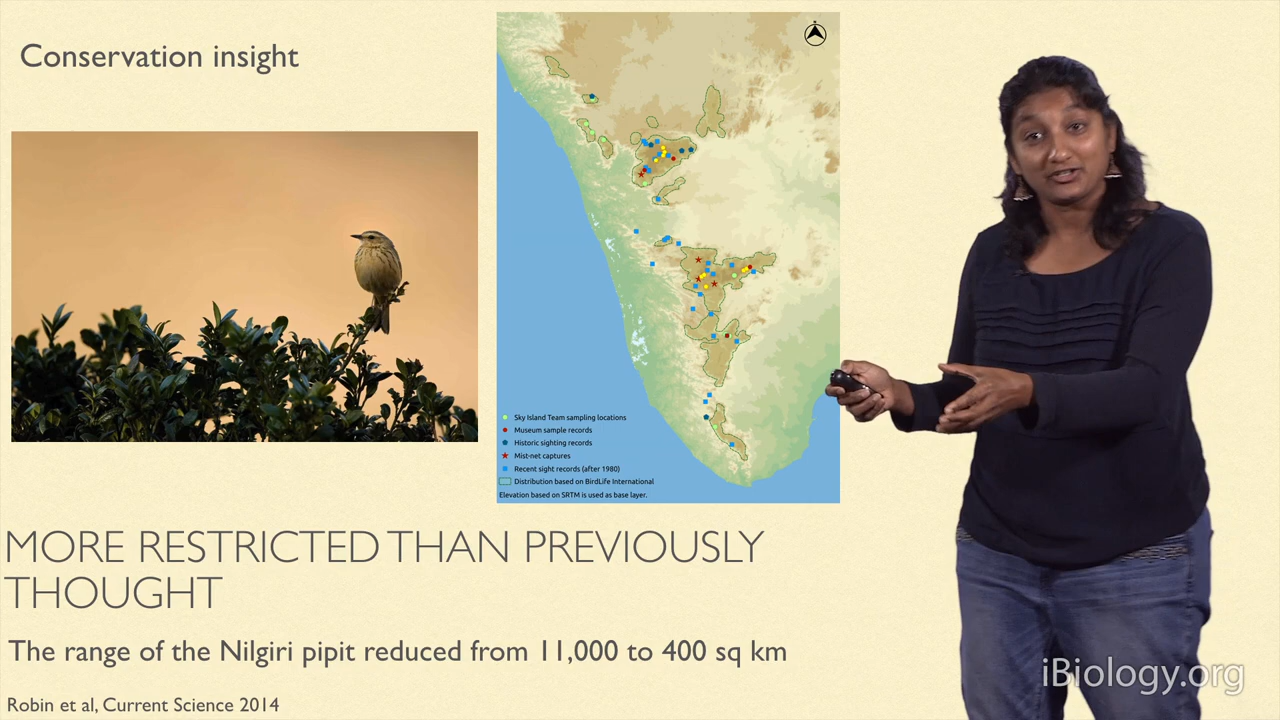 Conservation insight
Sky Island Team sampling locations
Museum sample records
Historic sighting records
Mist-net captures
Recent sight records (after 1980)
Distribution based on BirdLife International
Elevation based on SRTM is used as base layer.
MORE RESTRICTED THAN PREVIOUSLY
THOUGHT
The range of the Nilgiri pipit reduced from 11,000 to 400 sq km
Robin et al, Current Science 2014
iBiology.org